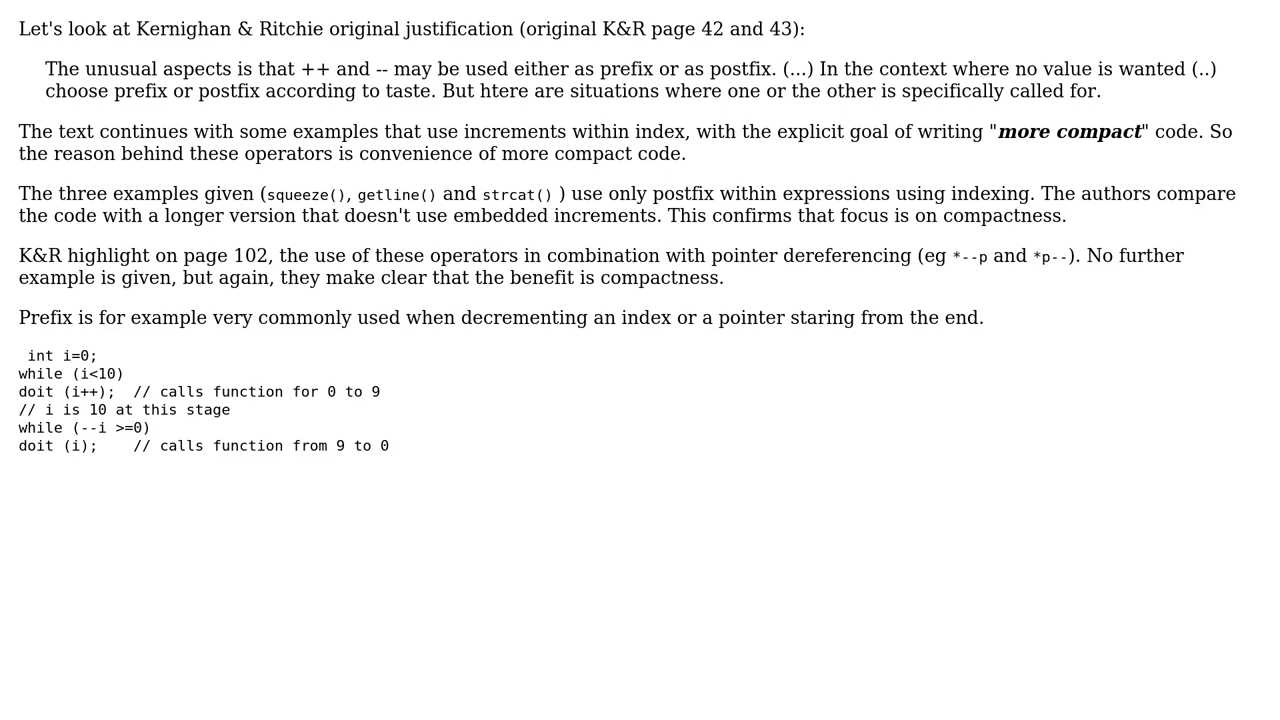 Let's look at Kernighan & Ritchie original justification (original K&R page 42 and 43):
The unusual aspects is that ++ and -- may be used either as prefix or as postfix. (...) In the context where no value is wanted (..)
choose prefix or postfix according to taste. But htere are situations where one or the other is specifically called for.
The text continues with some examples that use increments within index, with the explicit goal of writing "more compact" code. So
the reason behind these operators is convenience of more compact code.
The three examples given (squeeze(), getline() and strcat() ) use only postfix within expressions using indexing. The authors compare
the code with a longer version that doesn't use embedded increments. This confirms that focus is on compactness.
K&R highlight on page 102, the use of these operators in combination with pointer dereferencing (eg *--p and *p--). No further
example is given, but again, they make clear that the benefit is compactness.
Prefix is for example very commonly used when decrementing an index or a pointer staring from the end.
int i=0;
while (i<10)
doit (i++);  // calls function for 0 to 9
// i is 10 at this stage
while (--i >=0)
doit (i);    // calls function from 9 to 0